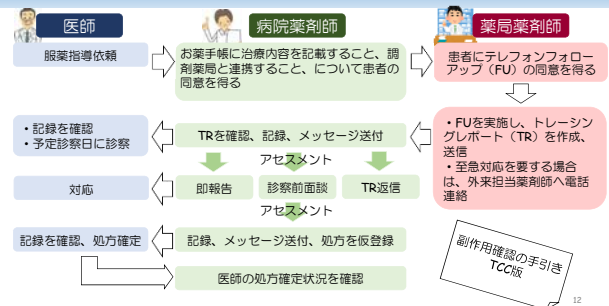 医師
病院薬剤師
薬局薬剤師
服薬指導依頼
お薬手帳に治療内容を記載すること、調
剤薬局と連携すること、について患者の
同意を得る
患者にテレフォンフォロー
アップ（FU）の同意を得る
・記録を確認
・予定診察日に診察
TRを確認、記録、メッセージ送付
・FUを実施し、トレーシン
グレポート（TR）を作成、
送信
・至急対応を要する場合
は、外来担当薬剤師へ電話
連絡
アセスメント
対応
即報告
診察前面談
TR返信
アセスメント
記録を確認、処方確定
記録、メッセージ送付、処方を仮登録
医師の処方確定状況を確認
副作用確認の手引き
TCC版
12